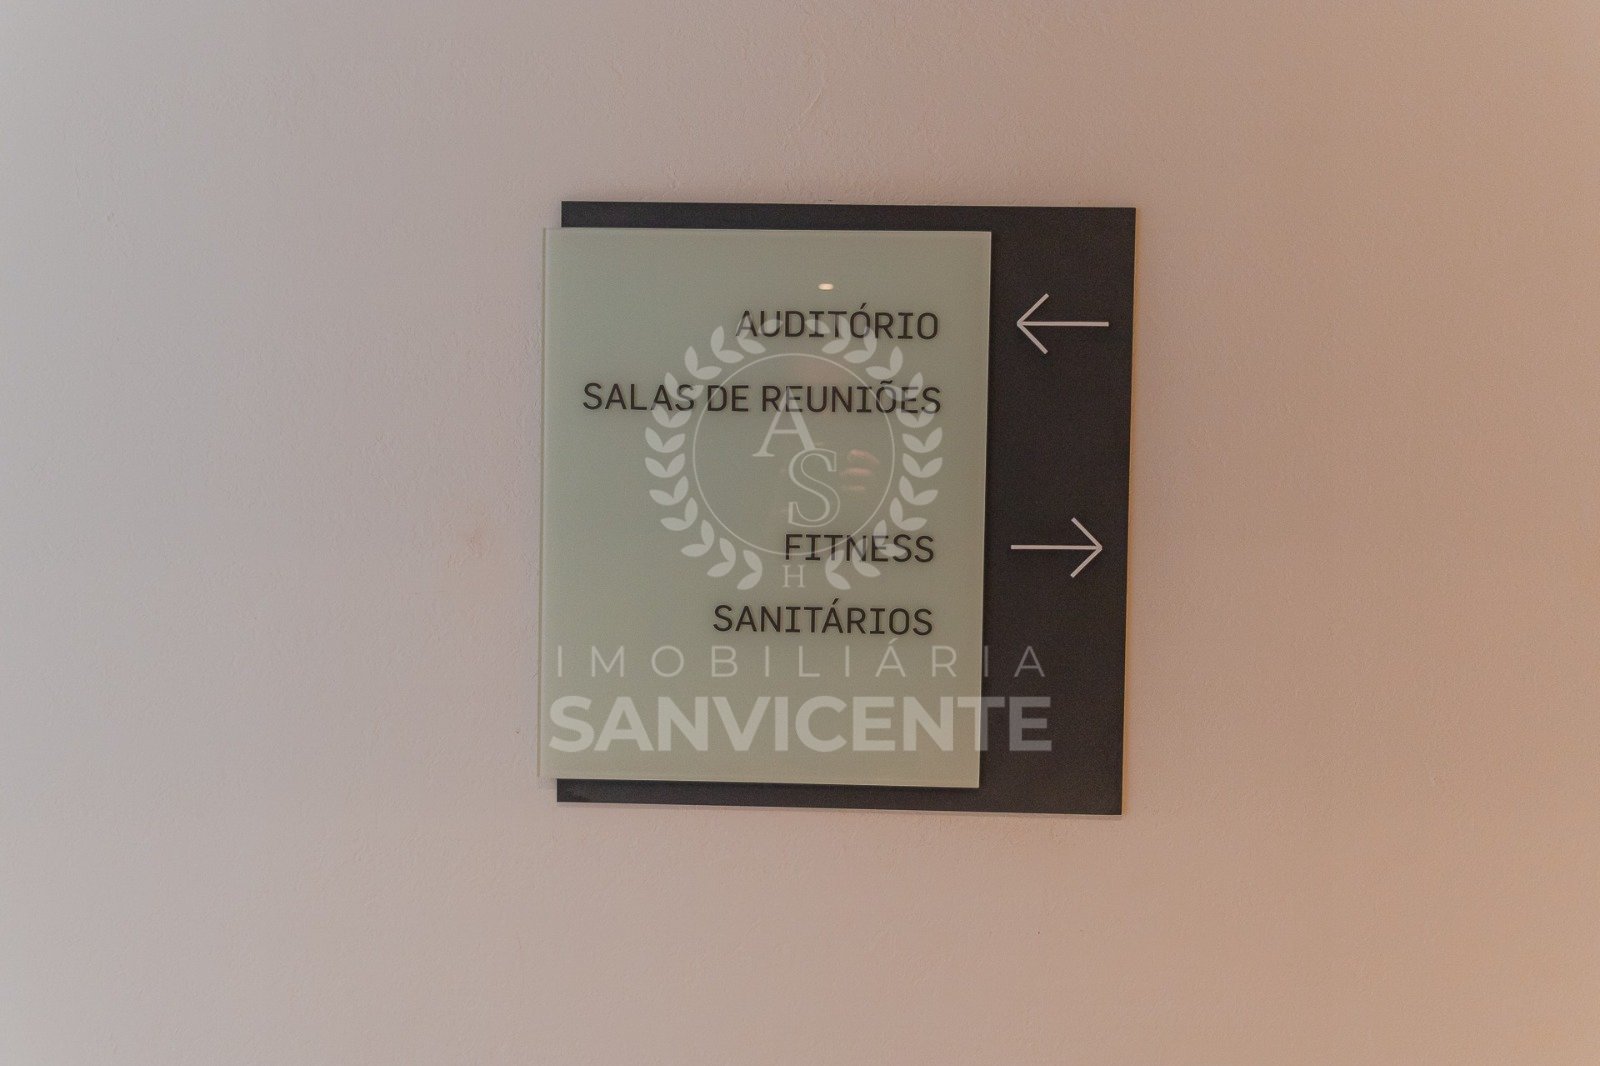 AUDITÓRIO
SALAS DE REUNIÕES
A
S
FITNESS
H
SANITÁRIOS
IMOBILIÁRIA
SANVICENTE